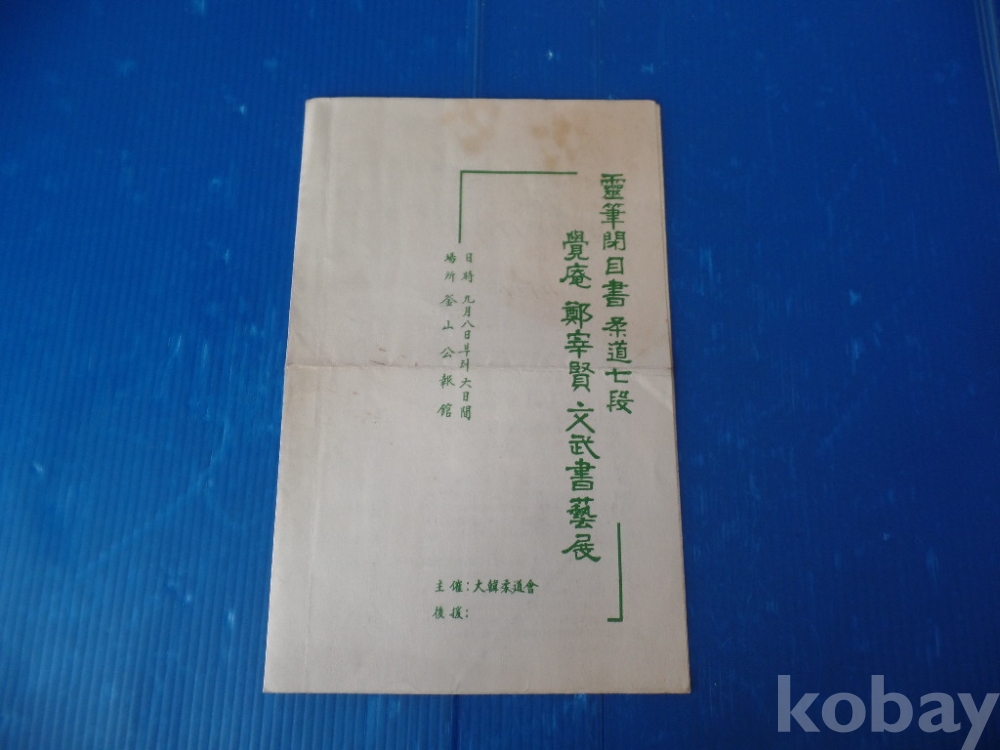 靈筆閉目書 柔道七段
覺庵 鄭宰賢 文武書藝展
日時 九月八日부터 六日間
場所 釜山公報館
主催:大韓柔道會
後援:
kobay